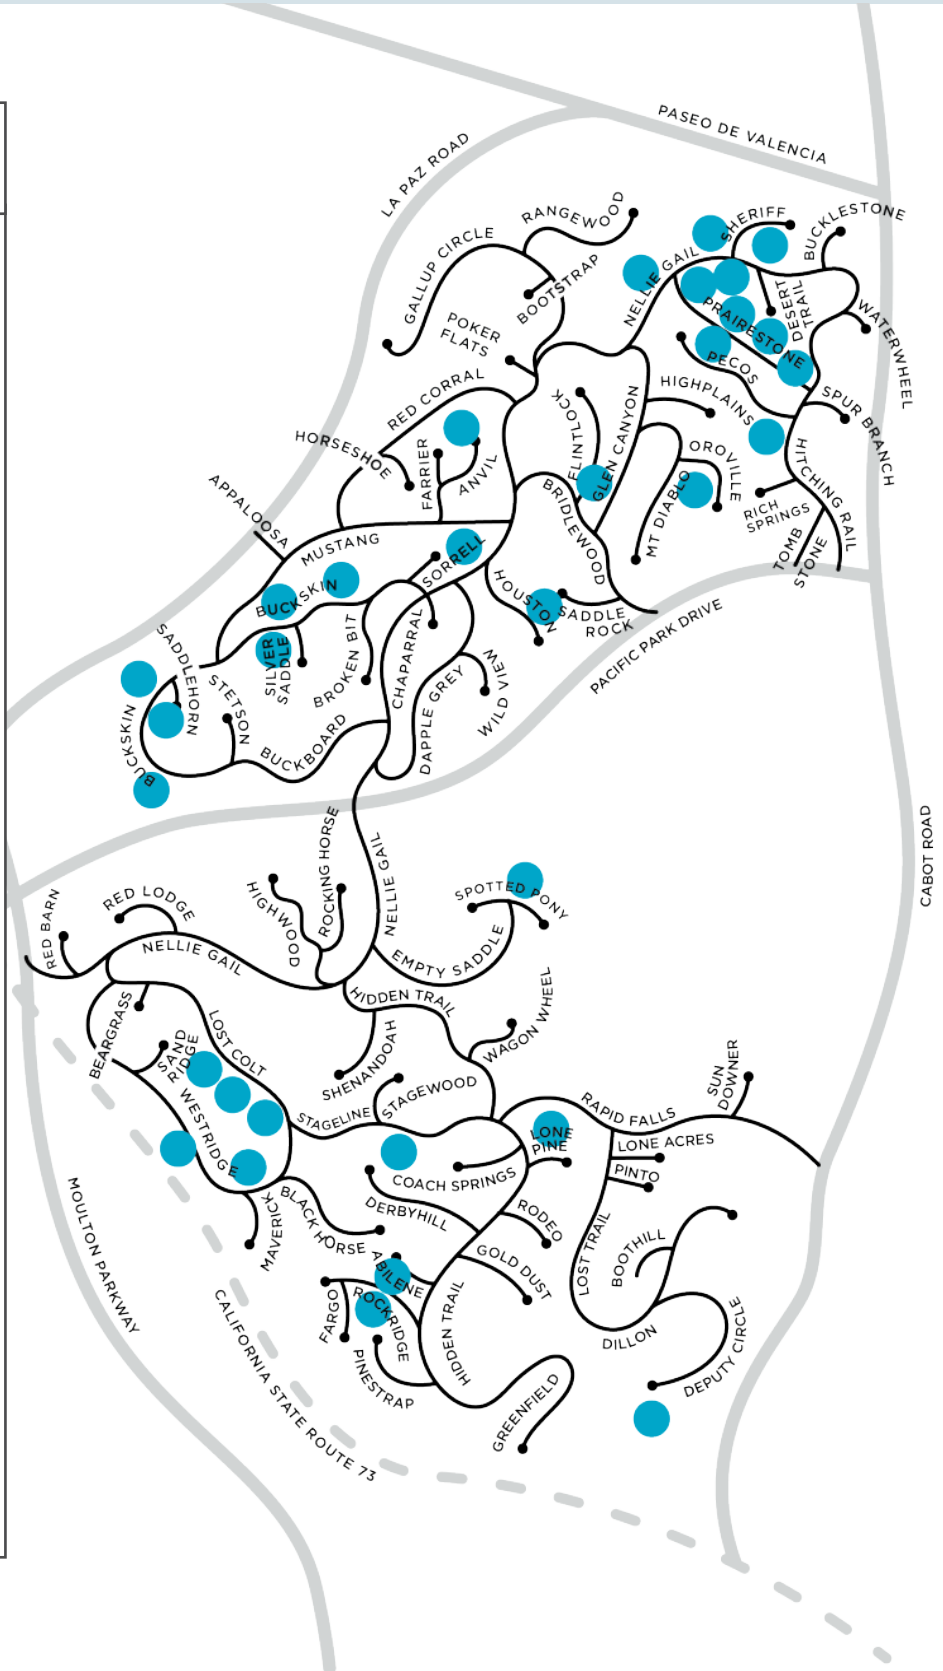 PASEO DE VALENCIA
LA PAZ ROAD
RANGEWOOD
SHERIFF
BUCKLESTONE
GALLUP CIRCLE
NELLIE GAIL
BOOTSTRAP
DESERT
TRAIL
PRAIRESTONE
WATERWHEEL
POKER
FLATS
PECOS
RED CORRAL
HIGHPLAINS
SPUR BRANCH
FLINTLOCK
GLEN CANYON
HORSESHOE
FARRIER
ANVIL
OROVILLE
HITCHING RAIL
MT DIABLO
BRIDLEWOOD
RICH
SPRINGS
TOMB
STONE
APPALOOSA
MUSTANG
SORRELL
BUCKSKIN
HOUSTON
SADDLE
ROCK
PACIFIC PARK DRIVE
SADDLEHORN
STETSON
SILVER
SADDLE
BROKEN BIT
CHAPARRAL
DAPPLE GREY
WILD VIEW
BUCKSKIN
BUCKBOARD
CABOT ROAD
ROCKING HORSE
NELLIE GAIL
HIGHWOOD
RED BARN
RED LODGE
NELLIE GAIL
SPOTTED PONY
EMPTY SADDLE
HIDDEN TRAIL
WAGON WHEEL
BEARGRASS
SAND
RIDGE
LOST COLT
SHENANDOAH
STAGEWOOD
STAGELINE
SUN
DOWNER
RAPID FALLS
WESTRIDGE
LONE
PINE
LONE ACRES
PINTO
COACH SPRINGS
DERBYHILL
MAVERICK
BLACK HORSE
RODEO
GOLD DUST
LOST TRAIL
BOOTHILL
MOULTON PARKWAY
ABILENE
FARGO
ROCKRIDGE
HIDDEN TRAIL
DILLON
DEPUTY CIRCLE
PINESTRAP
GREENFIELD
CALIFORNIA STATE ROUTE 73